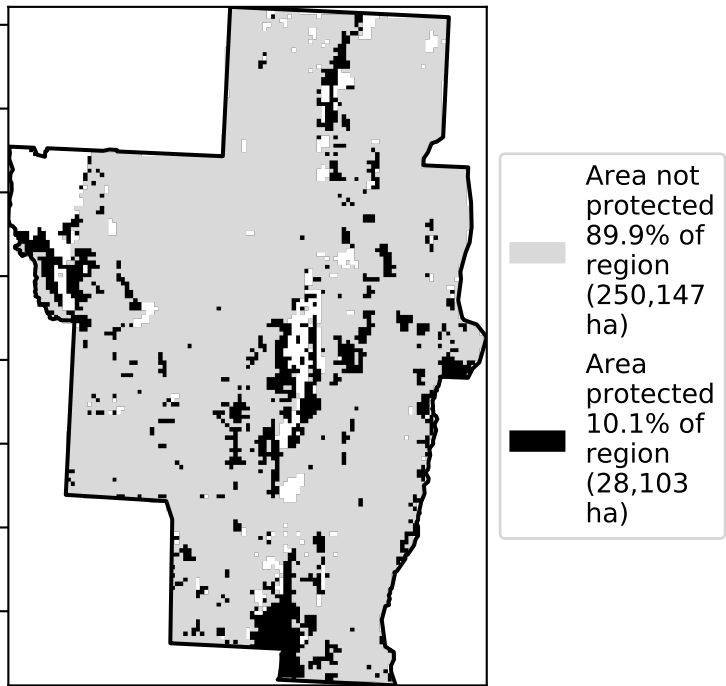 Area not
protected
89.9% of
region
(250,147
ha)
Area
protected
10.1% of
region
(28,103
ha)